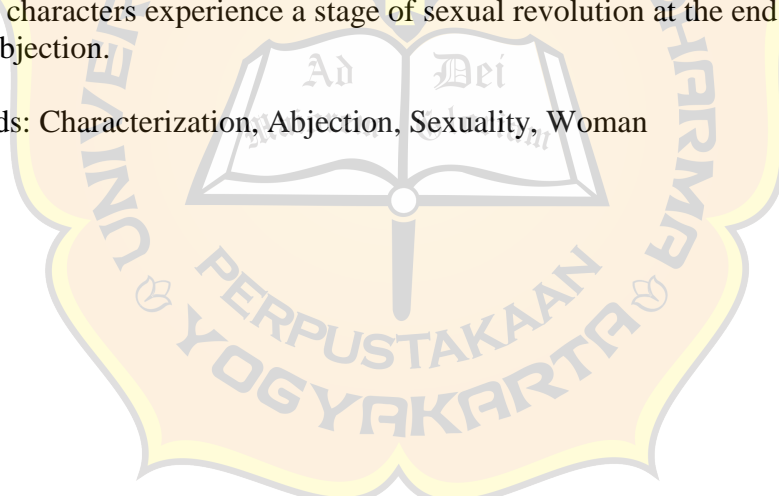 characters experience a stage of sexual revolution at the end
bjection.
ds: Characterization, Abjection, Sexuality, Woman
Ad Dei
PERPUSTAKAAN
YOGYAKARTA